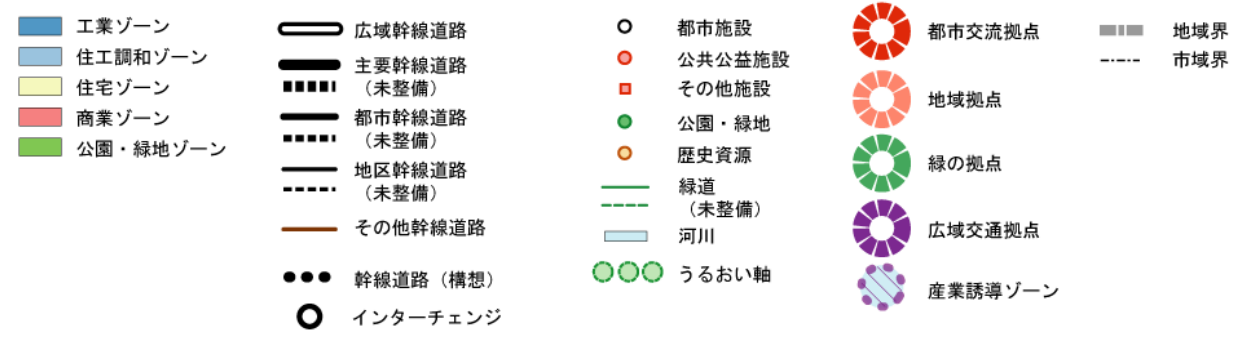 工業ゾーン
住工調和ゾーン
住宅ゾーン
商業ゾーン
公園・緑地ゾーン
広域幹線道路
主要幹線道路
（未整備）
都市幹線道路
（未整備）
地区幹線道路
（未整備）
その他幹線道路
幹線道路（構想）
インターチェンジ
都市施設
公共公益施設
その他施設
公園・緑地
歴史資源
緑道
（未整備）
河川
うるおい軸
都市交流拠点
地域拠点
緑の拠点
広域交通拠点
産業誘導ゾーン
地域界
市域界